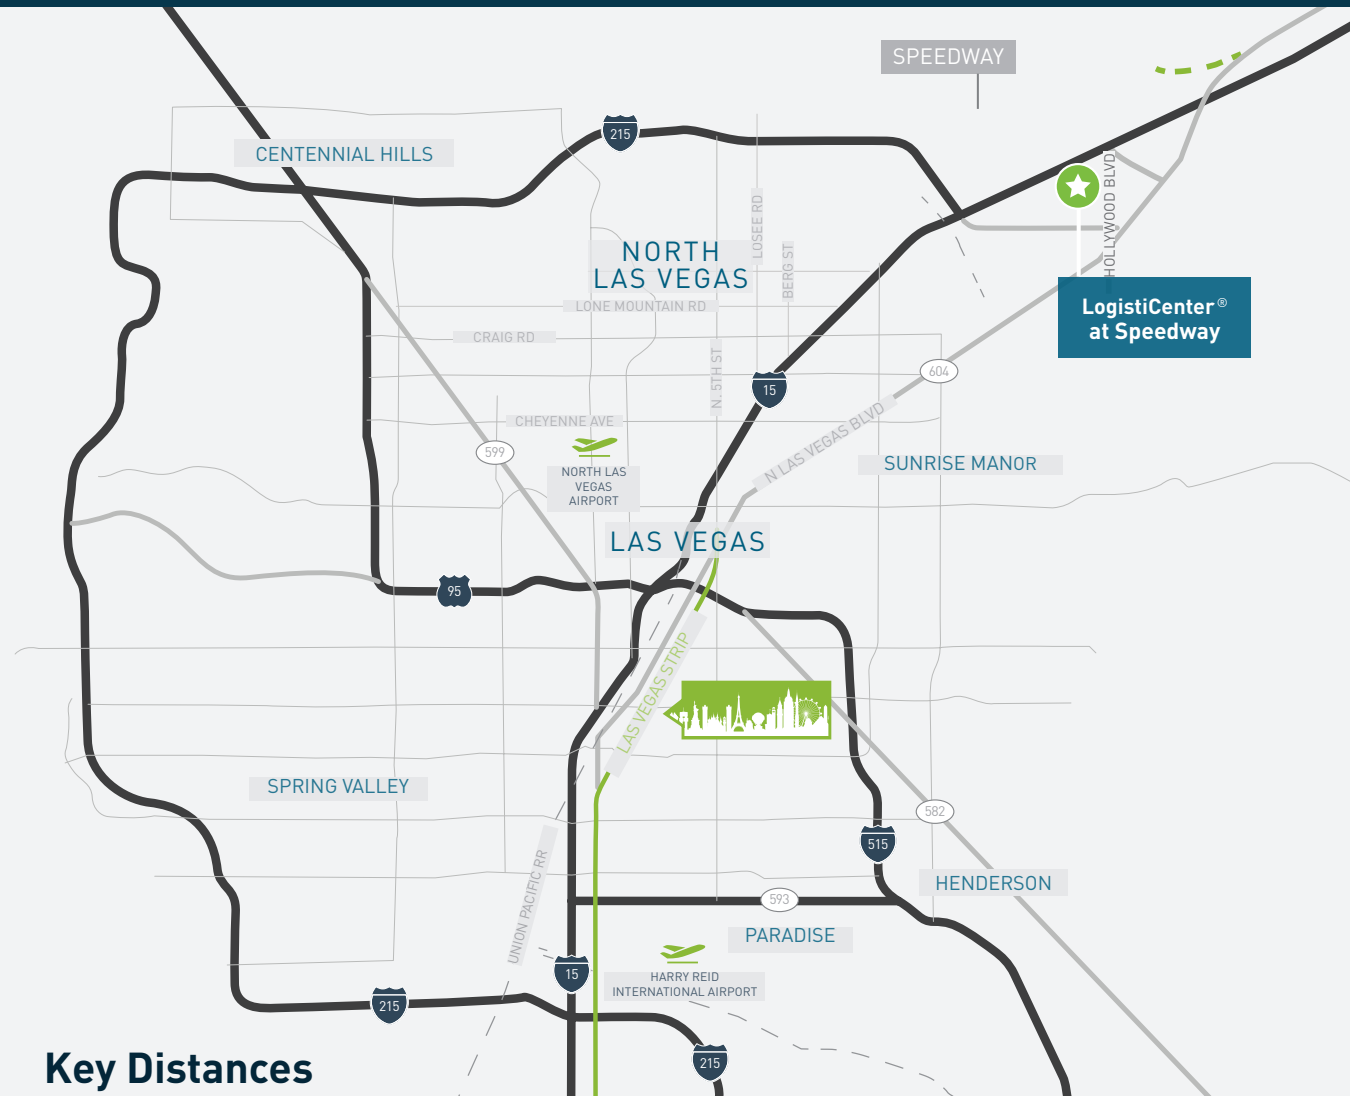 SPEEDWAY
215
CENTENNIAL HILLS
HOLLYWOOD BLVD
LOSEE RD
NORTH
LAS VEGAS
BERG ST
LogistiCenter®
at Speedway
LONE MOUNTAIN RD
CRAIG RD
N. 5TH ST
604
15
CHEYENNE AVE
N LAS VEGAS BLVD
599
SUNRISE MANOR
NORTH LAS
VEGAS
AIRPORT
LAS VEGAS
95
LAS VEGAS STRIP
SPRING VALLEY
582
515
UNION PACIFIC RR
HENDERSON
593
PARADISE
15
HARRY REID
INTERNATIONAL AIRPORT
215
215
Key Distances